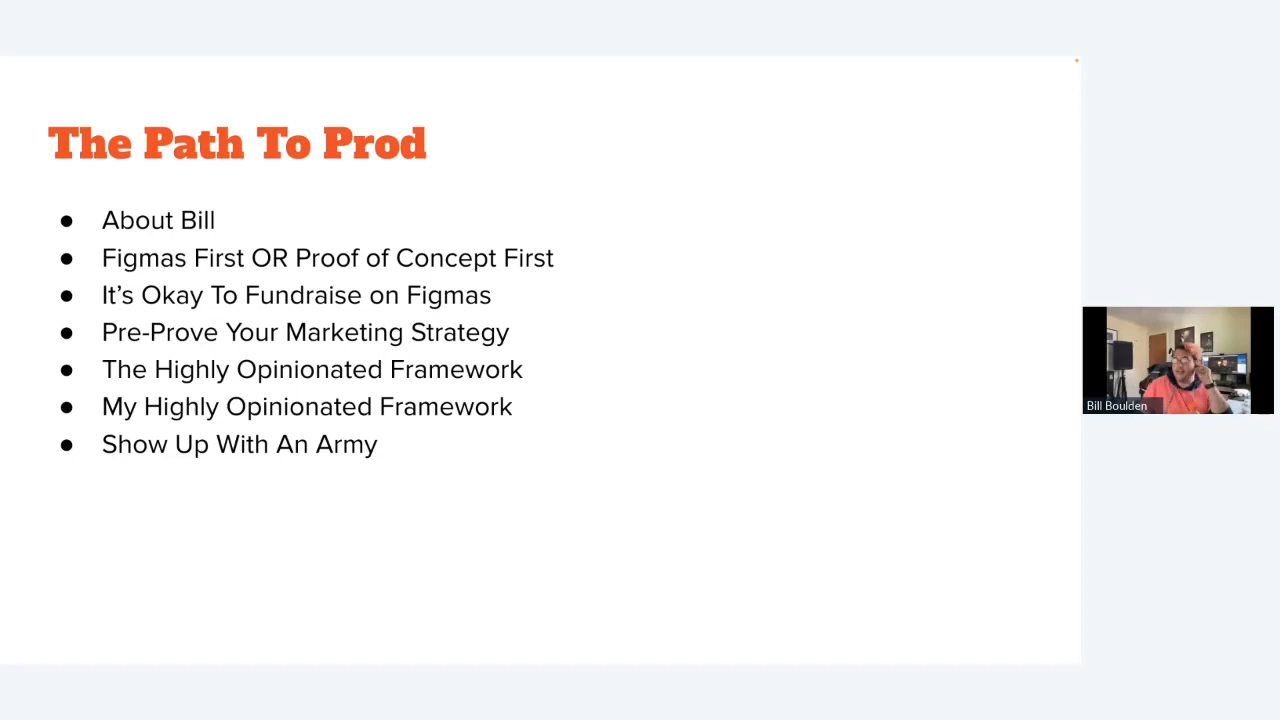 The Path To Prod
● About Bill
● Figmas First OR Proof of Concept First
● It’s Okay To Fundraise on Figmas
● Pre-Prove Your Marketing Strategy
● The Highly Opinionated Framework
● My Highly Opinionated Framework
● Show Up With An Army
Bill Boulden